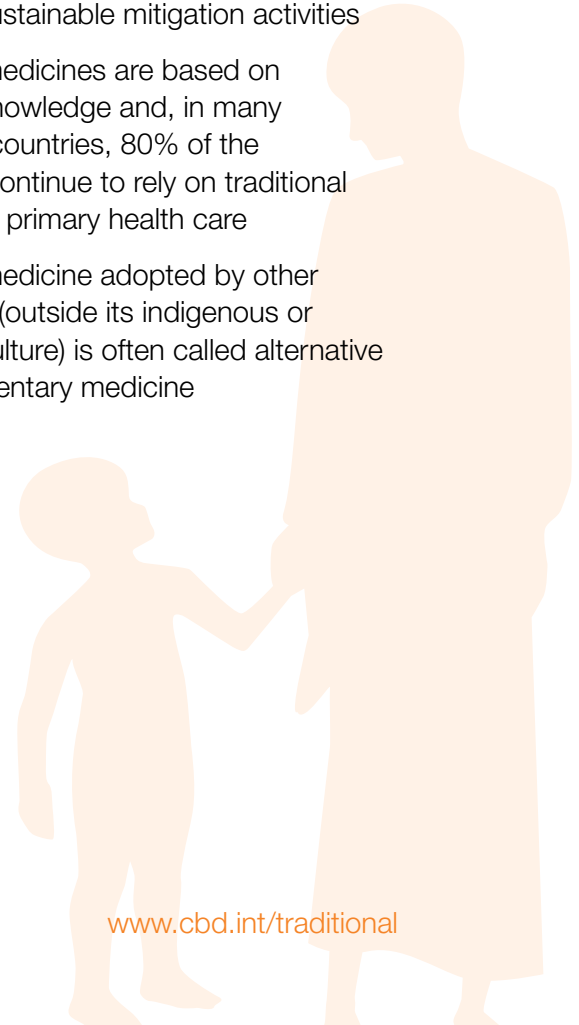 ustainable mitigation activities
nedicines are based on
nowledge and, in many
countries, 80% of the
ontinue to rely on traditional
primary health care
nedicine adopted by other
(outside its indigenous or
ulture) is often called alternative
entary medicine
www.cbd.int/traditional